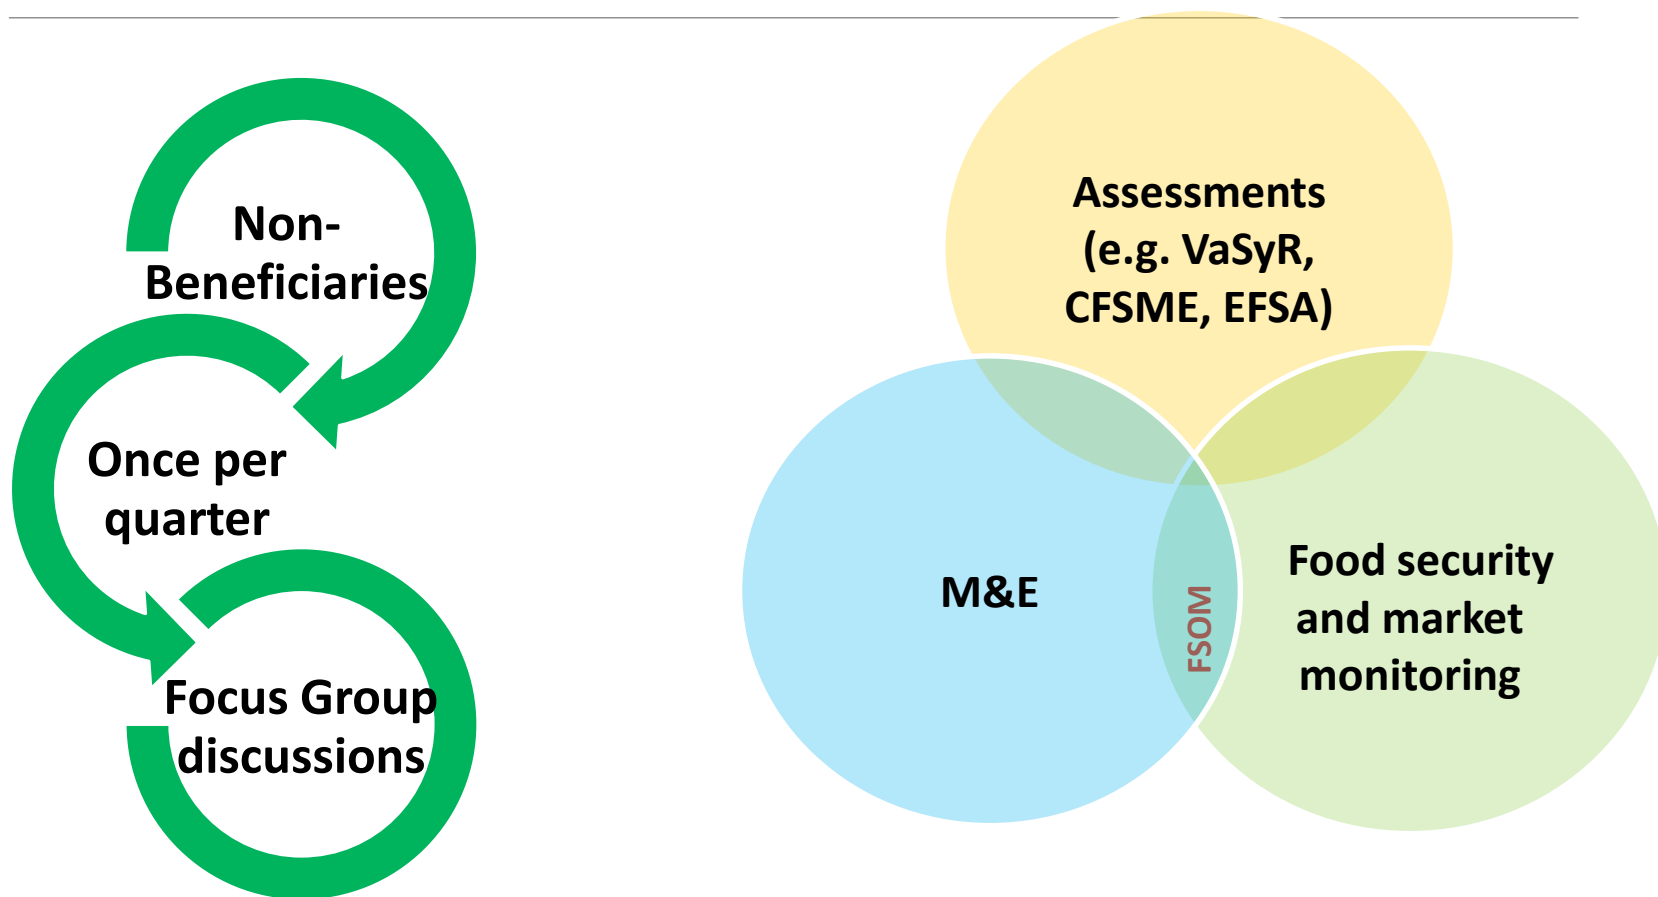 Non-
Beneficiaries
Once per
quarter
Focus Group
discussions
Assessments
(e.g. VaSyR,
CFSME, EFSA)
M&E
FSOM
Food security
and market
monitoring